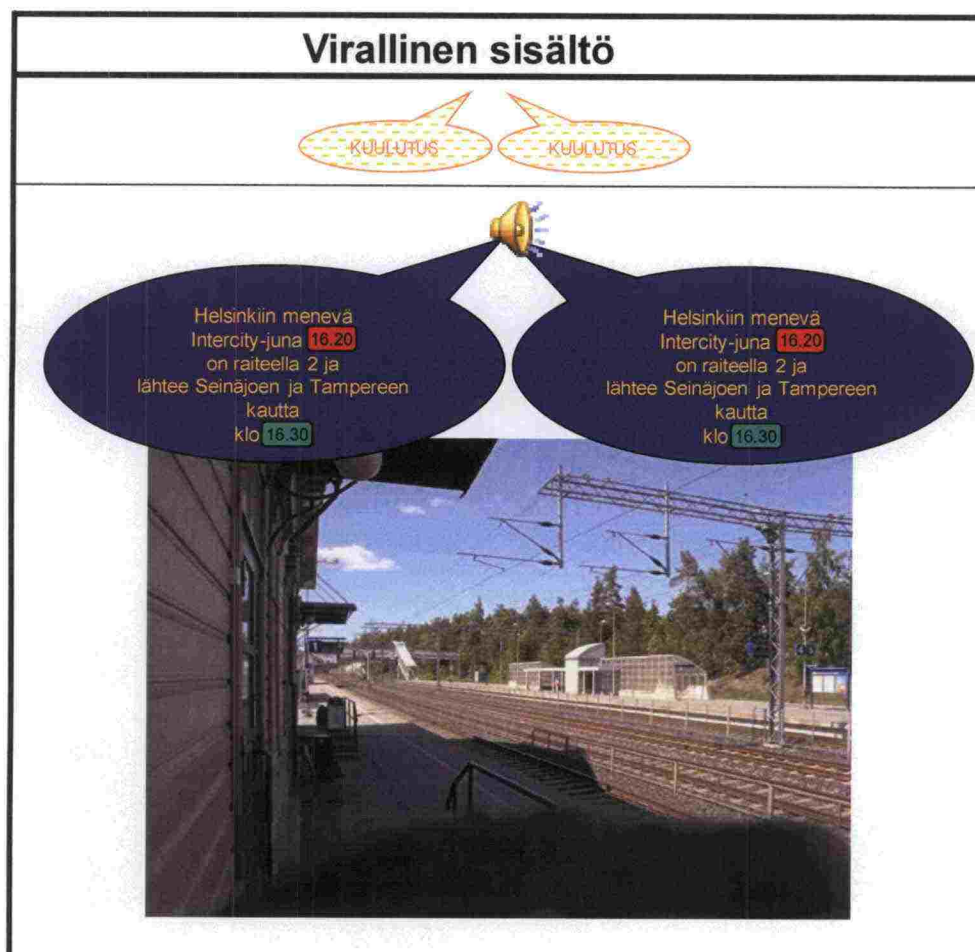 Virallinen sisältö
KUULUTUS
KUULUTUS
Helsinkiin menevä
Intercity-juna 16.20
on raiteella 2 ja
lähtee Seinäjoen ja Tampereen
kautta
klo 16.30
Helsinkiin menevä
Intercity-juna 16.20
on raiteella 2 ja
lähtee Seinäjoen ja Tampereen
kautta
klo 16.30